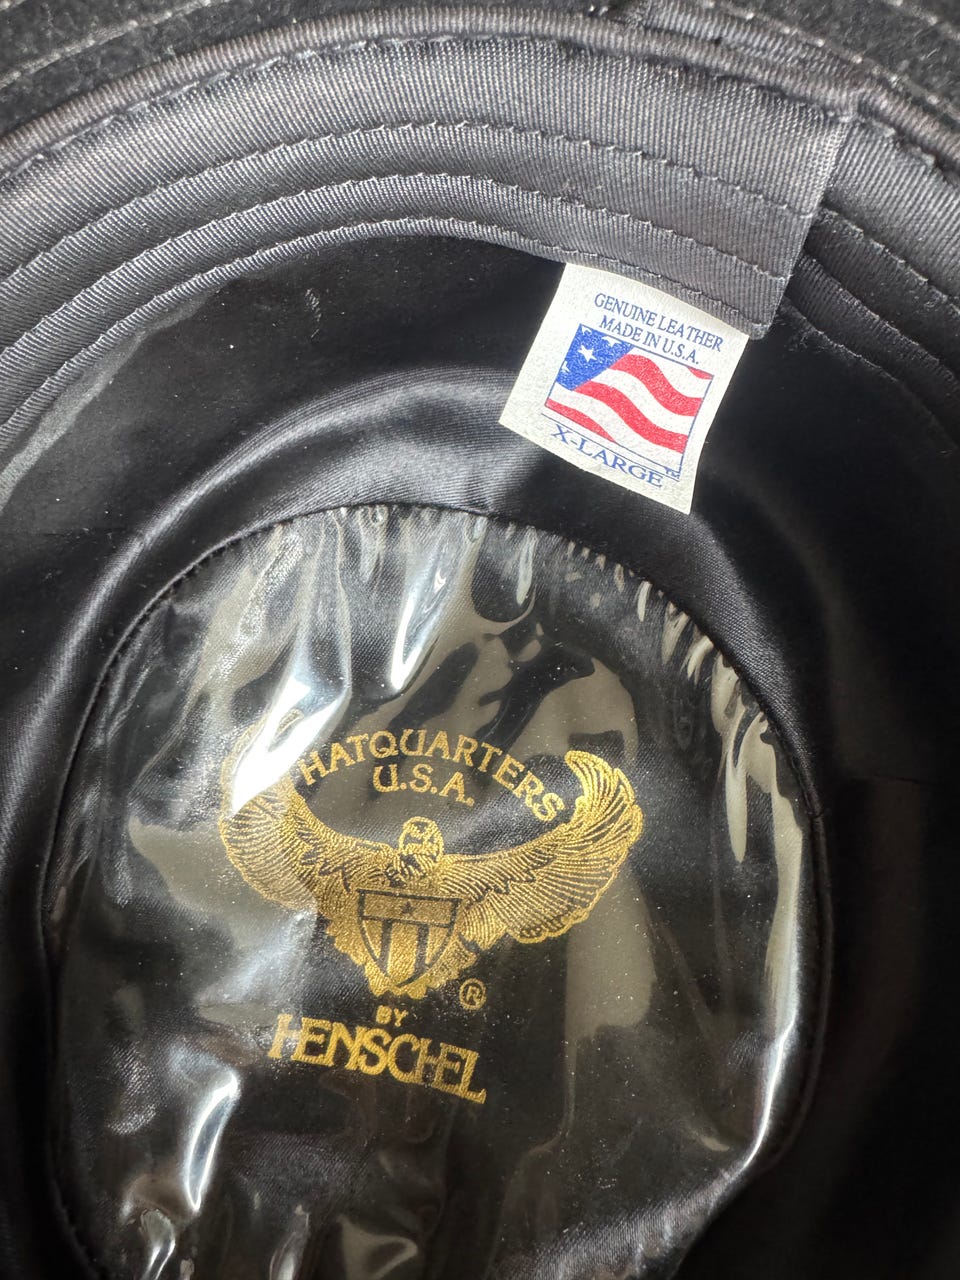 GENUINE LEATHER
MADE IN U.S.A.
X-LARGE
HATQUARTERS
U.S.A.
®
BY
HENSCHEL